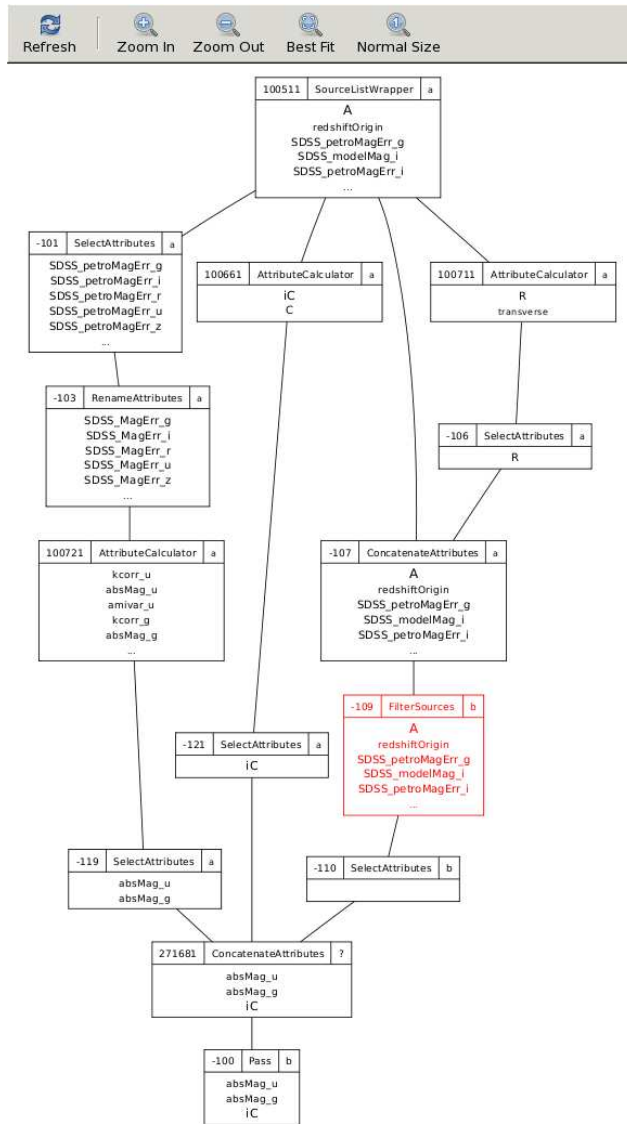 Refresh Zoom In Zoom Out Best Fit Normal Size
100511 SourceListWrapper a
A
redshiftOrigin
SDSS_petroMagErr_g
SDSS_modelMag_i
SDSS_petroMagErr_i
...
-101 SelectAttributes a
SDSS_petroMagErr_g
SDSS_petroMagErr_i
SDSS_petroMagErr_r
SDSS_petroMagErr_u
SDSS_petroMagErr_z
...
100661 AttributeCalculator a
iC
C
100711 AttributeCalculator a
R
transverse
-103 RenameAttributes a
SDSS_MagErr_g
SDSS_MagErr_i
SDSS_MagErr_r
SDSS_MagErr_u
SDSS_MagErr_z
...
-106 SelectAttributes a
R
100721 AttributeCalculator a
kcorr_u
absMag_u
amivar_u
kcorr_g
absMag_g
...
-107 ConcatenateAttributes a
A
redshiftOrigin
SDSS_petroMagErr_g
SDSS_modelMag_i
SDSS_petroMagErr_i
...
-109 FilterSources b
A
redshiftOrigin
SDSS_petroMagErr_g
SDSS_modelMag_i
SDSS_petroMagErr_i
...
-121 SelectAttributes a
iC
-119 SelectAttributes a
absMag_u
absMag_g
-110 SelectAttributes b
271681 ConcatenateAttributes ?
absMag_u
absMag_g
iC
-100 Pass b
absMag_u
absMag_g
iC